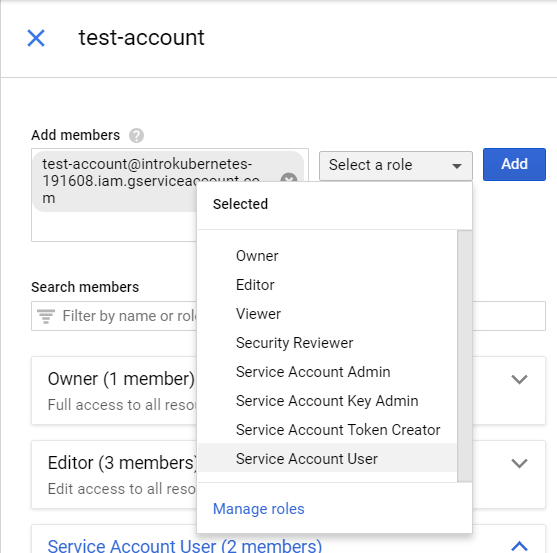 test-account
Add members
test-account@introkubernetes-
191608.iam.gserviceaccount.co
m
Select a role
Add
Selected
Owner
Editor
Viewer
Security Reviewer
Service Account Admin
Service Account Key Admin
Service Account Token Creator
Service Account User
Manage roles
Search members
Filter by name or role
Owner (1 member)
Full access to all reso
Editor (3 members)
Edit access to all reso
Service Account User (2 members)